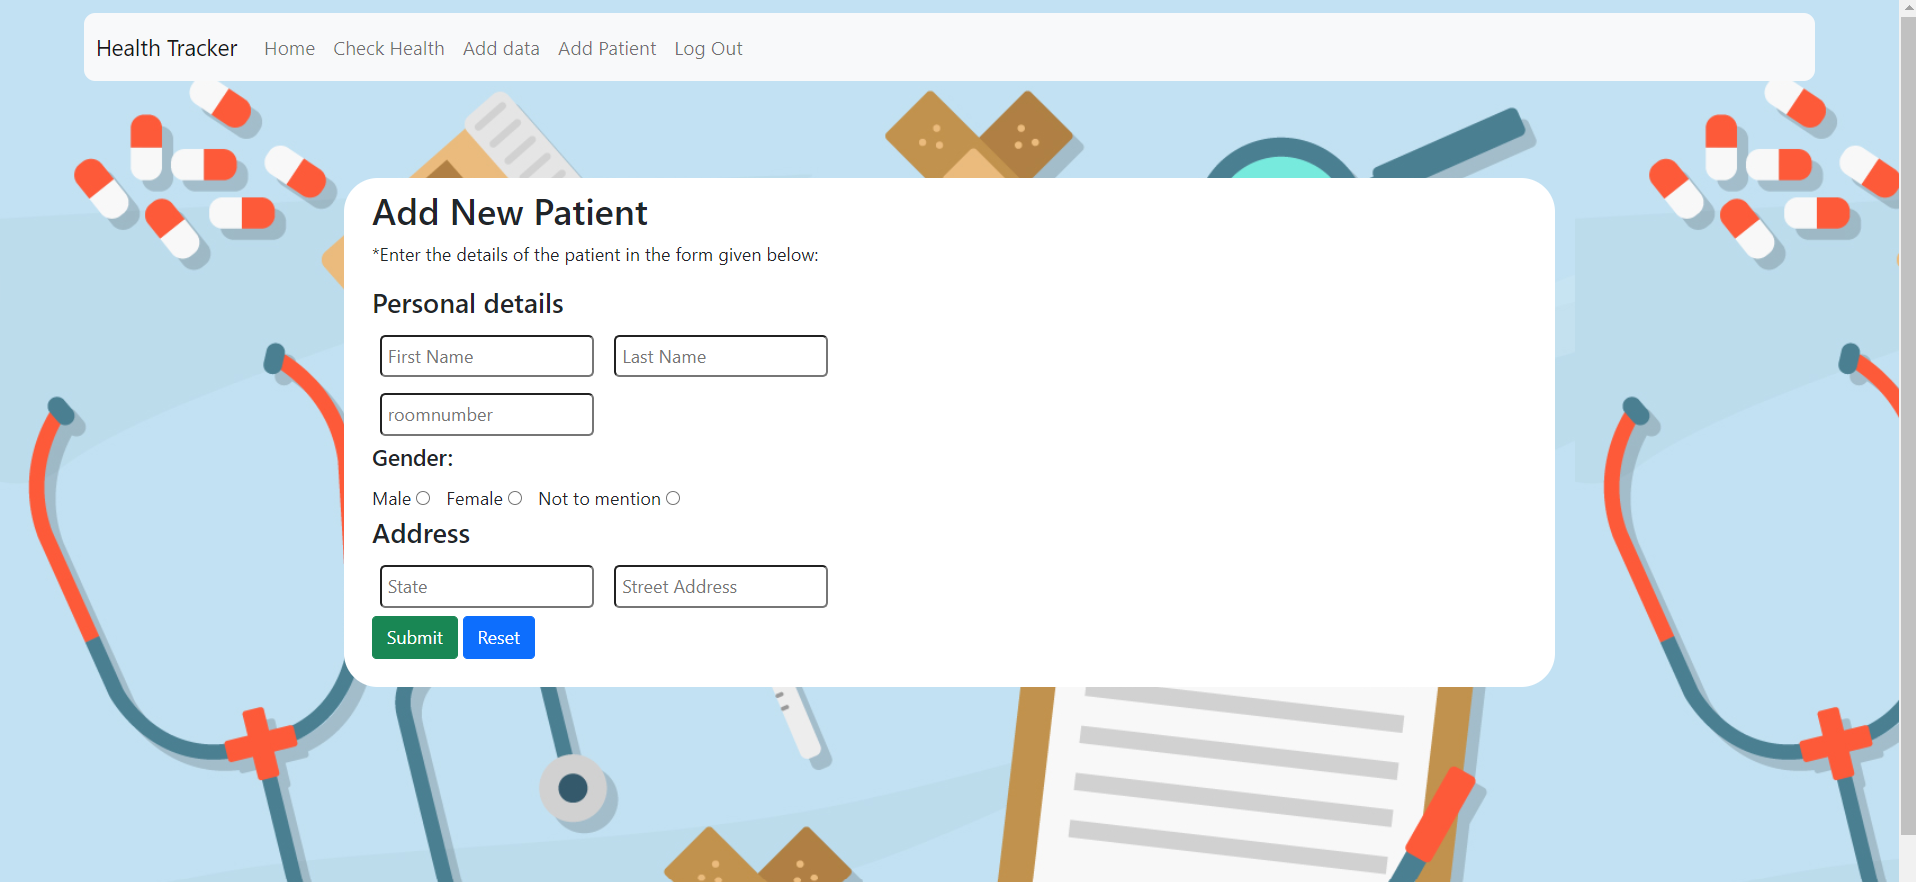 Health Tracker Home Check Health Add data Add Patient Log Out
Add New Patient
*Enter the details of the patient in the form given below:
Personal details
First Name Last Name
roomnumber
Gender:
Male Female Not to mention
Address
State Street Address
Submit Reset